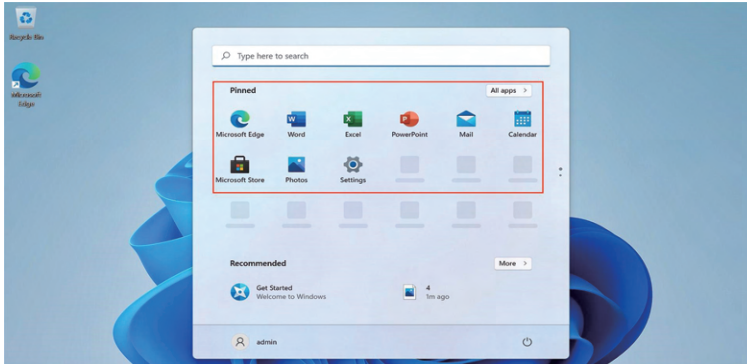 Recycle Bin
Microsoft
Edge
Type here to search
Pinned
All apps >
Microsoft Edge Word Excel PowerPoint Mail Calendar
Microsoft Store Photos Settings
Recommended
More >
Get Started
Welcome to Windows
4
1m ago
admin